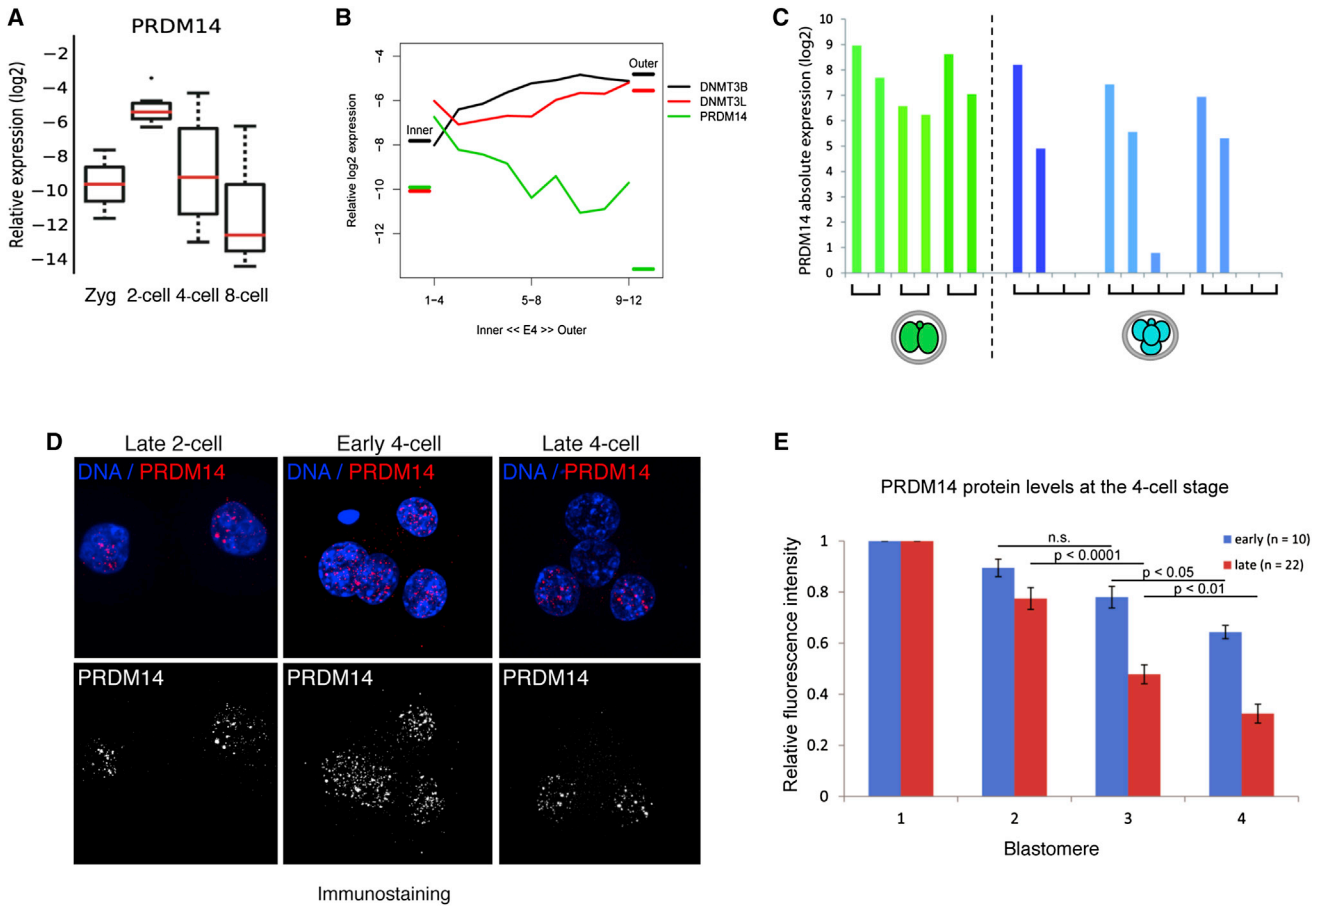 A
PRDM14
Relative expression (log2)
−2
−4
−6
−8
−10
−12
−14
Zyg 2-cell 4-cell 8-cell
B
Relative log2 expression
−4
−6
−8
−10
−12
Inner
Outer
DNMT3B
DNMT3L
PRDM14
1−4 5−8 9−12
Inner << E4 >> Outer
C
PRDM14 absolute expression (log2)
10
9
8
7
6
5
4
3
2
1
0
D
Late 2-cell Early 4-cell Late 4-cell
DNA / PRDM14 DNA / PRDM14 DNA / PRDM14
PRDM14 PRDM14 PRDM14
Immunostaining
E
PRDM14 protein levels at the 4-cell stage
Relative fluorescence intensity
1
0.8
0.6
0.4
0.2
0
n.s.
p < 0.0001
p < 0.05
p < 0.01
early (n = 10)
late (n = 22)
1 2 3 4
Blastomere